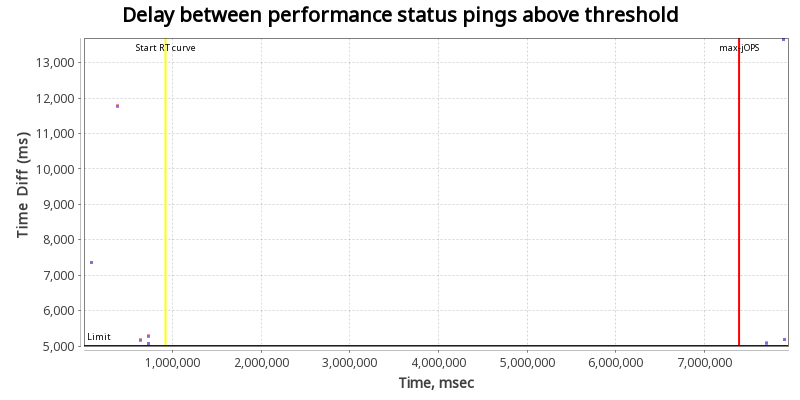 Delay between performance status pings above threshold
Start RT curve
max-jOPS
13,000
12,000
11,000
10,000
9,000
8,000
7,000
6,000
5,000
Time Diff (ms)
Limit
1,000,000
2,000,000
3,000,000
4,000,000
5,000,000
6,000,000
7,000,000
Time, msec